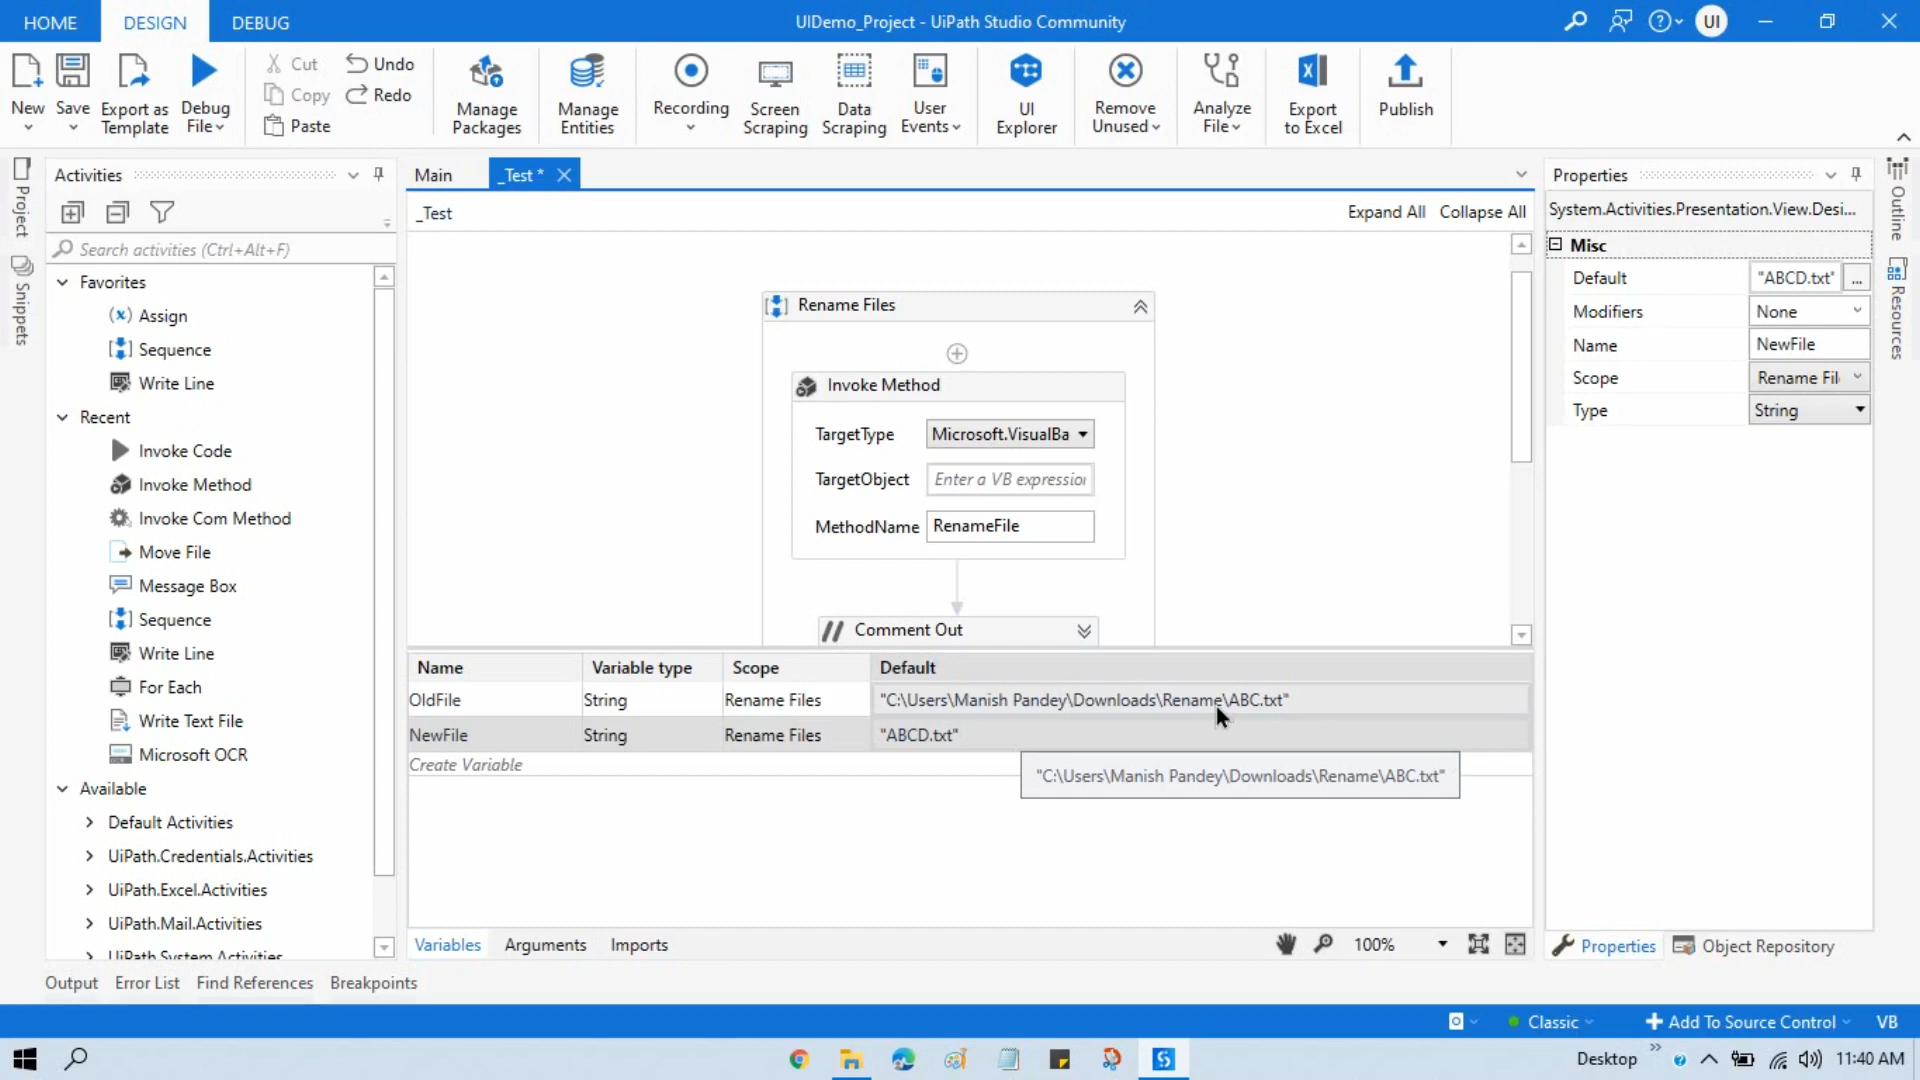 HOME DESIGN DEBUG UIDemo_Project - UiPath Studio Community UI
New Save Export as Template Debug File
Cut Undo
Copy Redo
Paste
Manage Packages
Manage Entities
Recording
Screen Scraping
Data Scraping
User Events
UI Explorer
Remove Unused
Analyze File
Export to Excel
Publish
Project
Snippets
Activities
Search activities (Ctrl+Alt+F)
Favorites
Assign
Sequence
Write Line
Recent
Invoke Code
Invoke Method
Invoke Com Method
Move File
Message Box
Sequence
Write Line
For Each
Write Text File
Microsoft OCR
Available
Default Activities
UiPath.Credentials.Activities
UiPath.Excel.Activities
UiPath.Mail.Activities
UiPath.System.Activities
Main _Test *
_Test Expand All Collapse All
Rename Files
Invoke Method
TargetType Microsoft.VisualBa
TargetObject Enter a VB expression
MethodName RenameFile
// Comment Out
Name Variable type Scope Default
OldFile String Rename Files "C:\Users\Manish Pandey\Downloads\Rename\ABC.txt"
NewFile String Rename Files "ABCD.txt"
Create Variable
"C:\Users\Manish Pandey\Downloads\Rename\ABC.txt"
Variables Arguments Imports 100%
Properties
System.Activities.Presentation.View.Desi...
Misc
Default "ABCD.txt" ...
Modifiers None
Name NewFile
Scope Rename Fil
Type String
Properties Object Repository
Outline
Resources
Output Error List Find References Breakpoints
Classic Add To Source Control VB
Desktop 11:40 AM